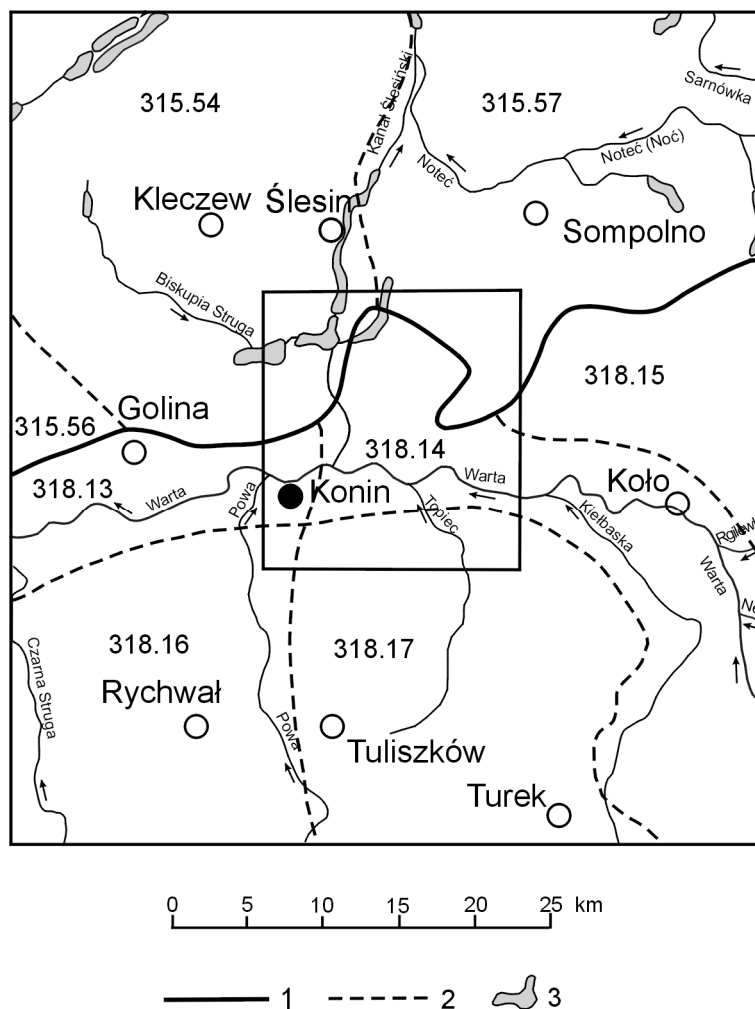 315.54
315.57
Sarnówka
Kanał Ślesiński
Noteć
Noteć (Noć)
Kleczew
Ślesin
Sompolno
Biskupia Struga
318.15
315.56
Golina
318.14
318.13
Warta
Powa
Konin
Warta
Topiec
Kiełbaska
Koło
Warta
Czarna Struga
318.16
318.17
Rychwał
Powa
Tuliszków
Turek
0 5 10 15 20 25 km
1 2 3